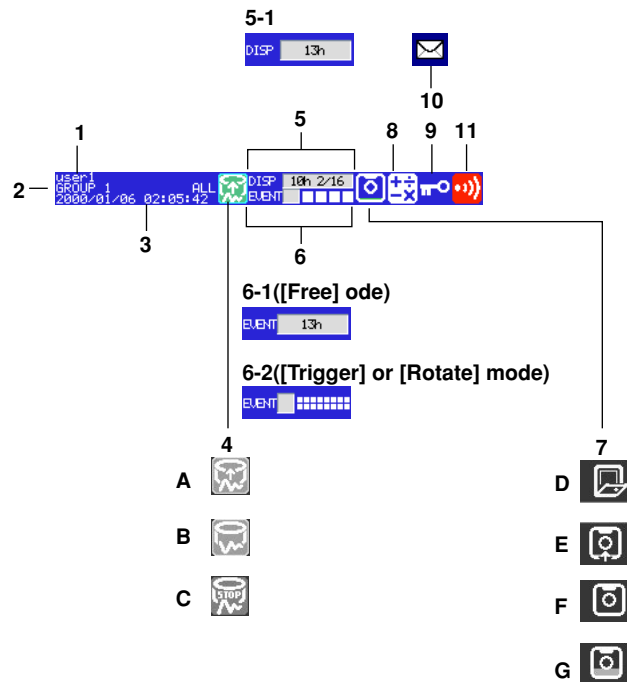 5-1
DISP 13h
10
5
8 9 11
1
2
user1
GROUP 1 ALL
2000/01/06 02:05:42
DISP 10h 2/16
EVENT
3
6
6-1([Free] ode)
EVENT 13h
6-2([Trigger] or [Rotate] mode)
EVENT
4
7
A
D
B
E
C
STOP
F
G